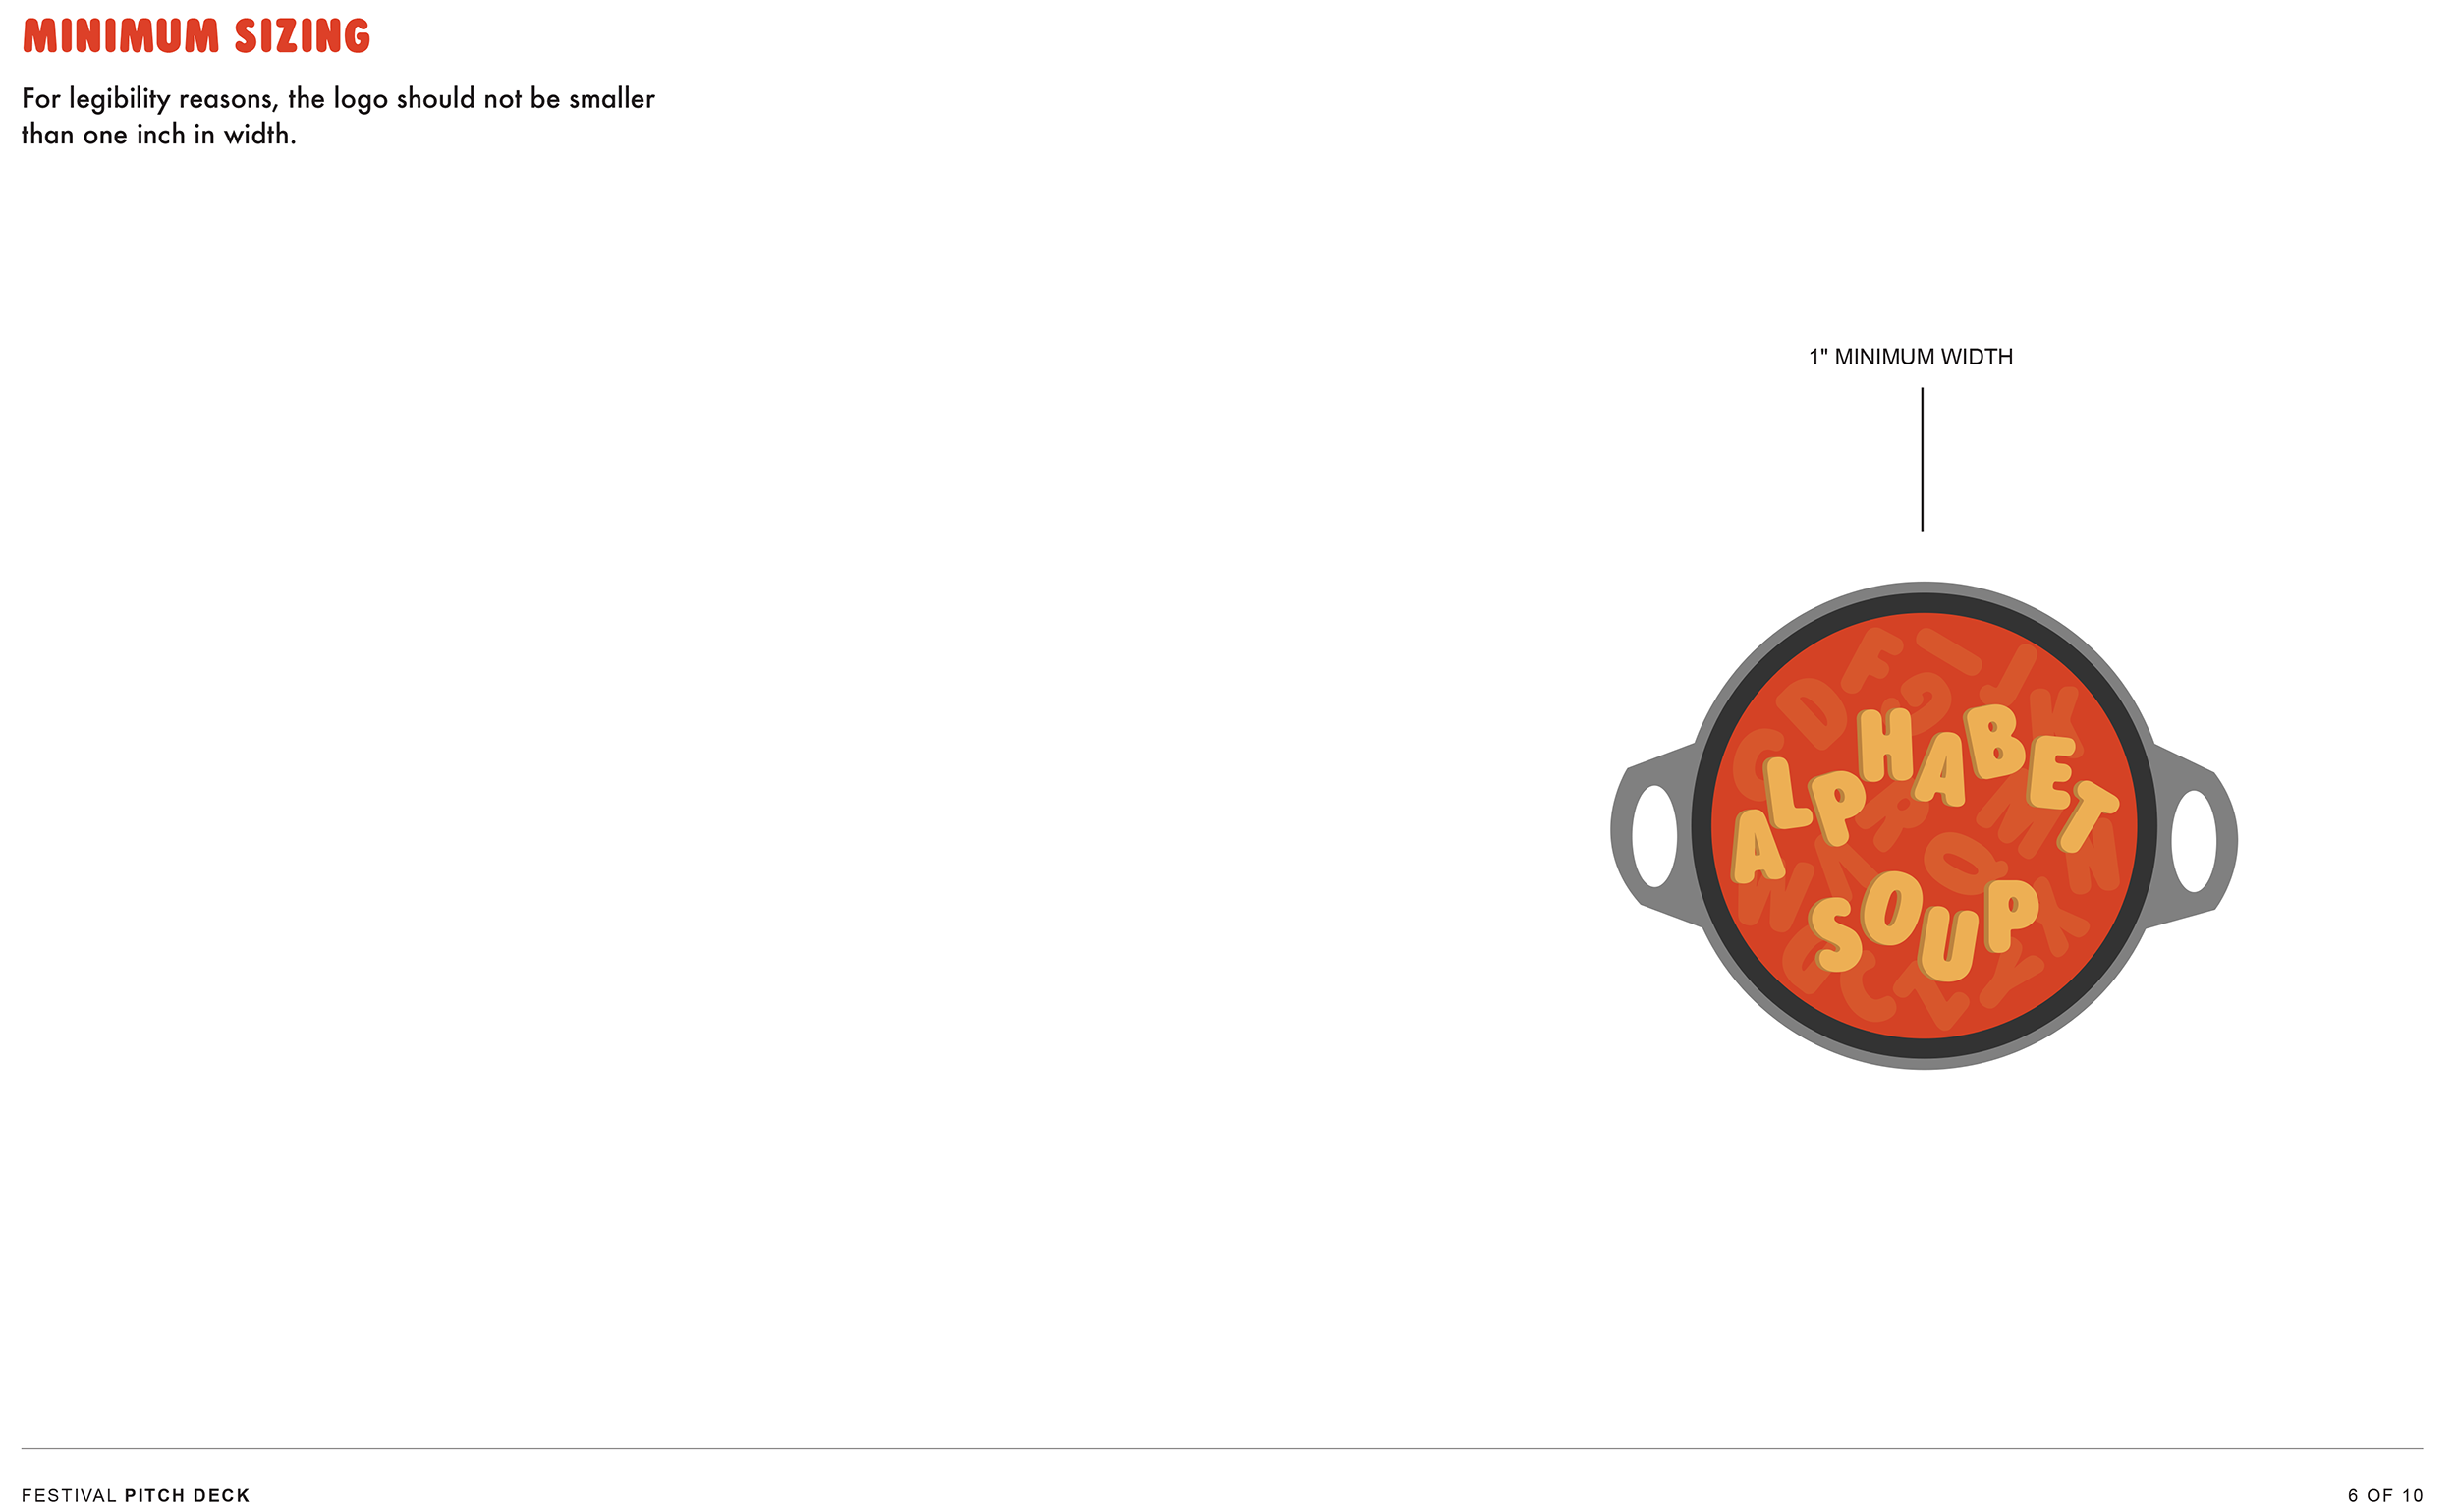 MINIMUM SIZING
For legibility reasons, the logo should not be smaller
than one inch in width.
1" MINIMUM WIDTH
ALPHABET
SOUP
FESTIVAL PITCH DECK
6 OF 10